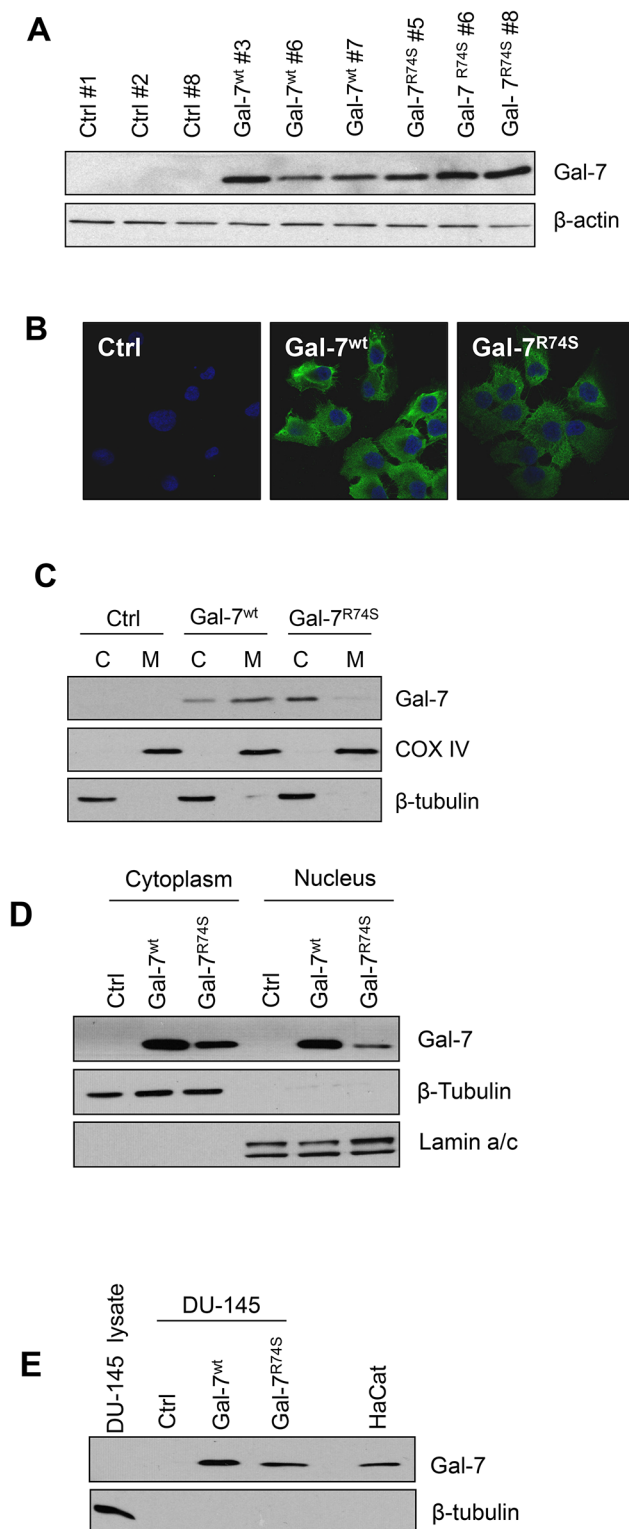 A
Ctrl #1
Ctrl #2
Ctrl #8
Gal-7wt #3
Gal-7wt #6
Gal-7wt #7
Gal-7R74S #5
Gal-7 R74S #6
Gal- 7R74S #8
Gal-7
β-actin
B
Ctrl
Gal-7wt
Gal-7R74S
C
Ctrl Gal-7wt Gal-7R74S
C M C M C M
Gal-7
COX IV
β-tubulin
D
Cytoplasm Nucleus
Ctrl
Gal-7wt
Gal-7R74S
Ctrl
Gal-7wt
Gal-7R74S
Gal-7
β-Tubulin
Lamin a/c
E
DU-145 lysate
DU-145
Ctrl
Gal-7wt
Gal-7R74S
HaCat
Gal-7
β-tubulin